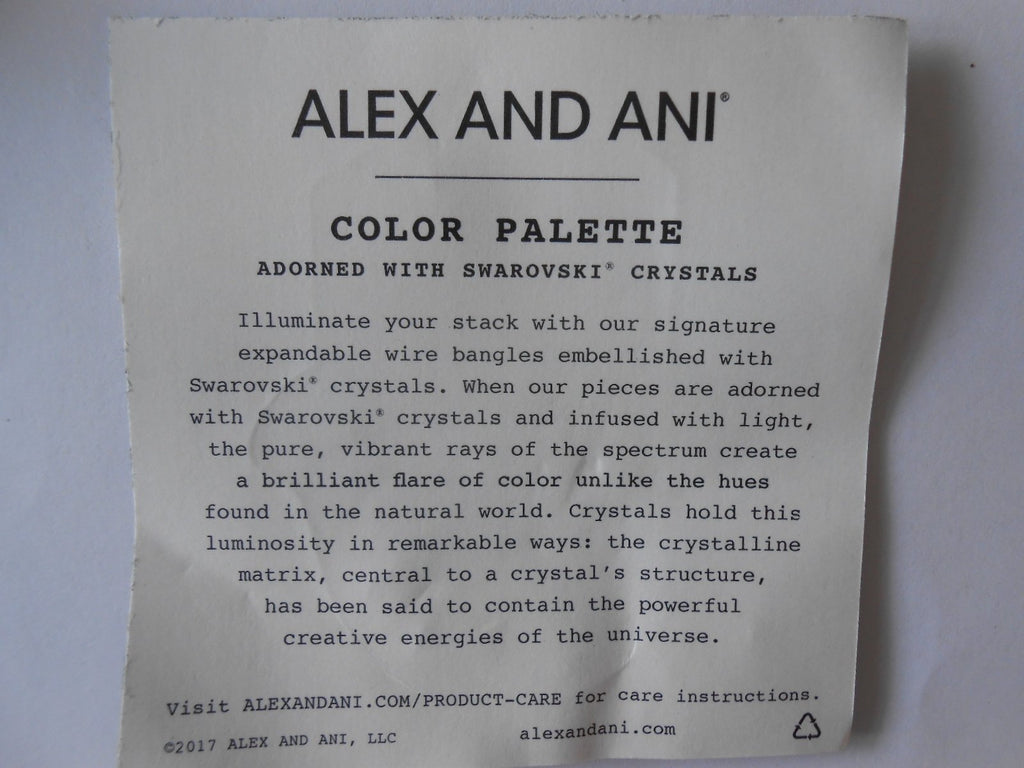 ALEX AND ANI®
COLOR PALETTE
ADORNED WITH SWAROVSKI® CRYSTALS
Illuminate your stack with our signature
expandable wire bangles embellished with
Swarovski® crystals. When our pieces are adorned
with Swarovski® crystals and infused with light,
the pure, vibrant rays of the spectrum create
a brilliant flare of color unlike the hues
found in the natural world. Crystals hold this
luminosity in remarkable ways: the crystalline
matrix, central to a crystal's structure,
has been said to contain the powerful
creative energies of the universe.
Visit ALEXANDANI.COM/PRODUCT-CARE for care instructions.
©2017 ALEX AND ANI, LLC alexandani.com